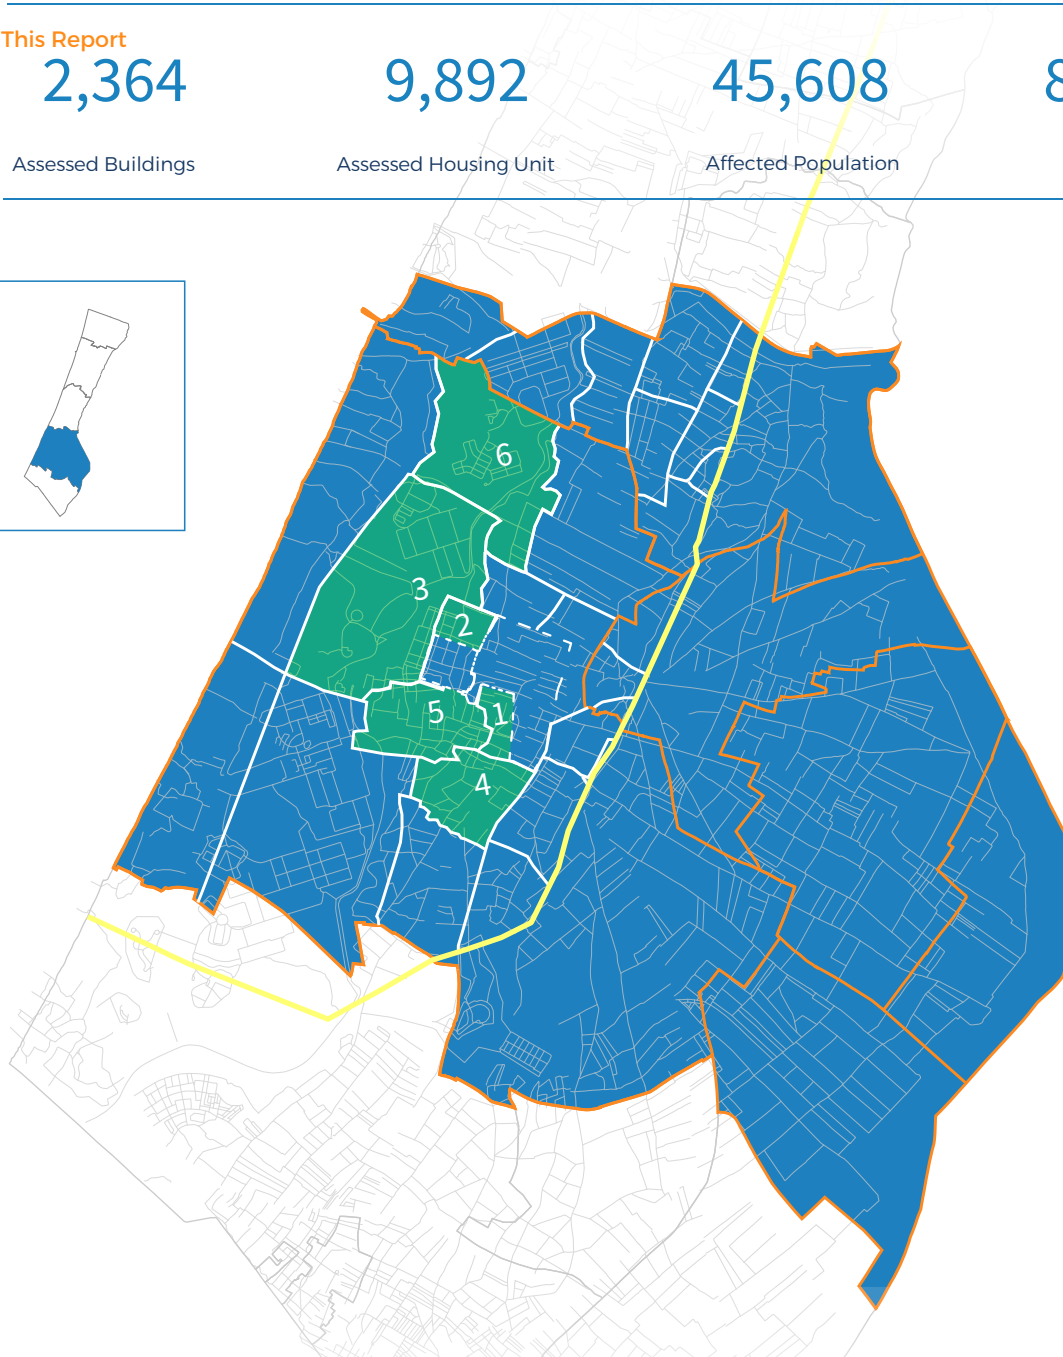 This Report
2,364
9,892
45,608
8
Assessed Buildings
Assessed Housing Unit
Affected Population
6
3
2
5
1
4